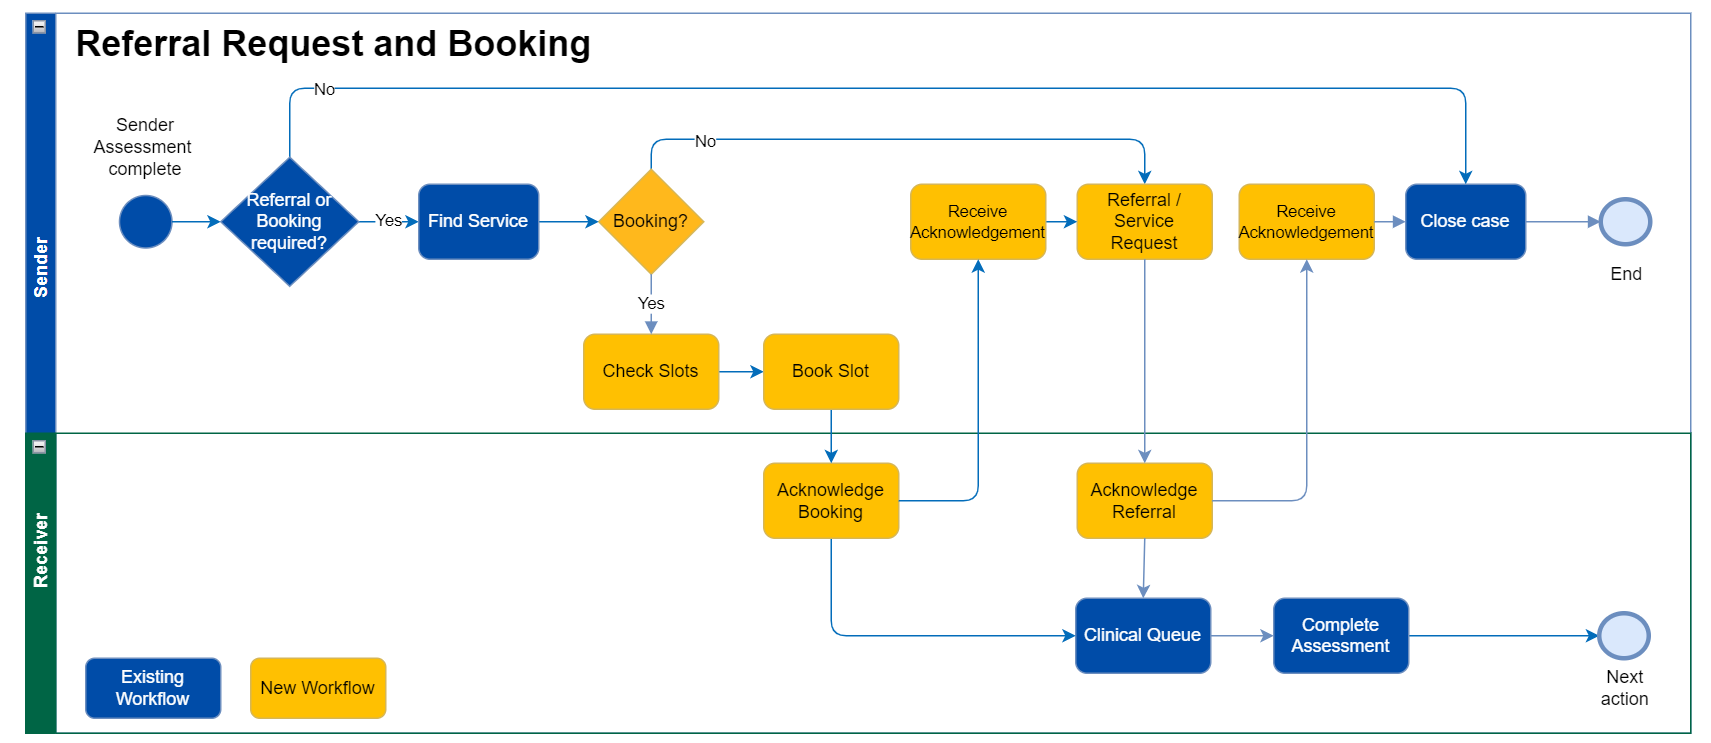 Referral Request and Booking
No
Sender
Assessment
complete
No
Referral or
Booking
required?
Yes
Find Service
Booking?
Receive
Acknowledgement
Referral /
Service
Request
Receive
Acknowledgement
Close case
End
Sender
Yes
Check Slots
Book Slot
Acknowledge
Booking
Acknowledge
Referral
Receiver
Clinical Queue
Complete
Assessment
Next
action
Existing
Workflow
New Workflow